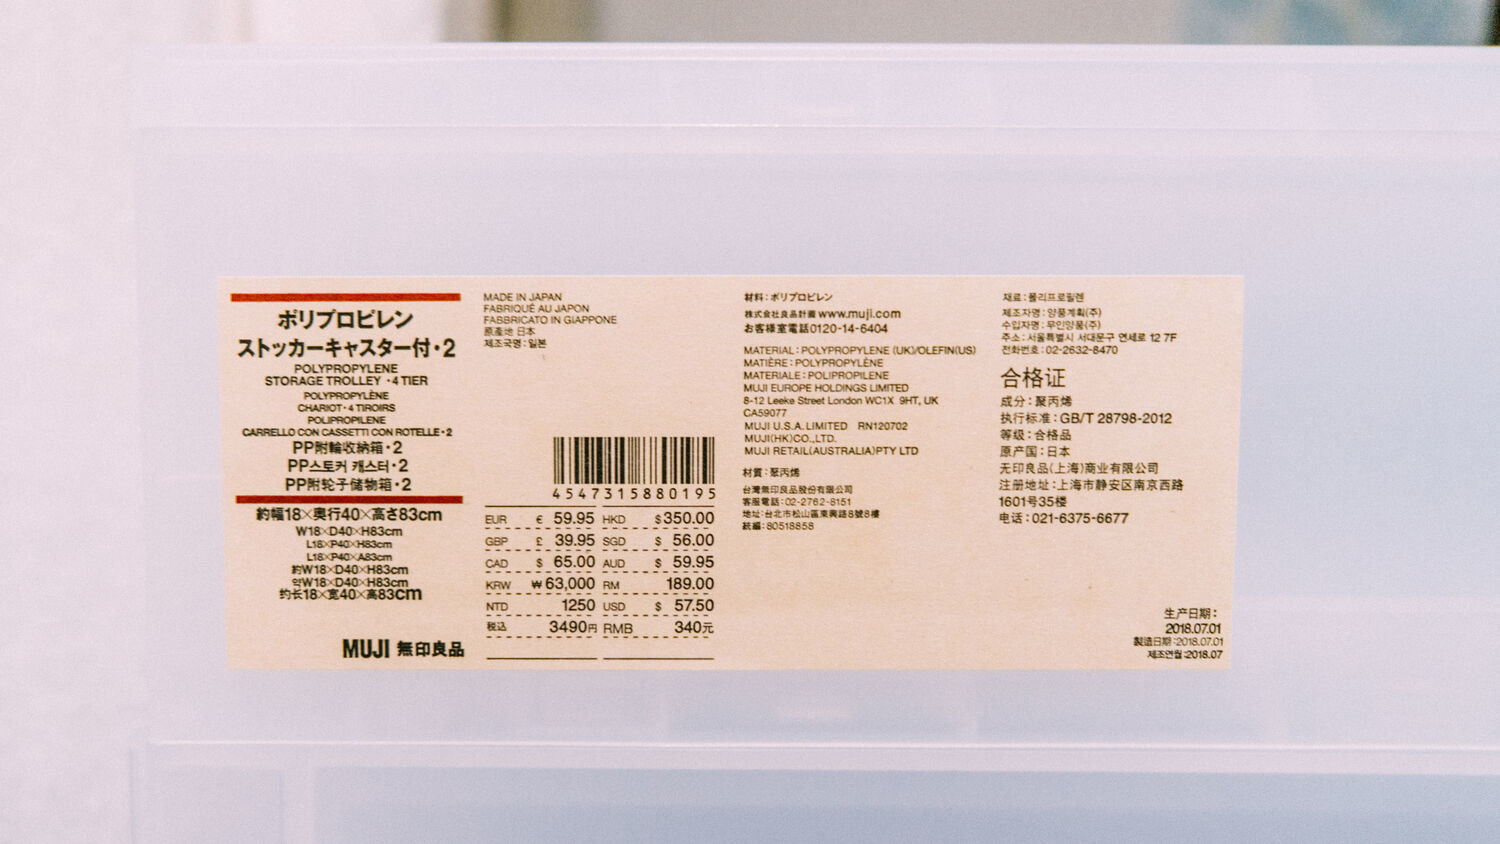 ポリプロピレン
ストッカーキャスター付・2
POLYPROPYLENE
STORAGE TROLLEY ・4 TIER
POLYPROPYLÈNE
CHARIOT・4 TIROIRS
POLIPROPILENE
CARRELLO CON CASSETTI CON ROTELLE・2
PP附輪收納箱・2
PP스토커 캐스터・2
PP附轮子储物箱・2
約幅18×奥行40×高さ83cm
W18×D40×H83cm
L18×P40×H83cm
L18×P40×A83cm
約W18×D40×H83cm
약W18×D40×H83cm
约长18×宽40×高83cm
MUJI 無印良品
MADE IN JAPAN
FABRIQUÉ AU JAPON
FABBRICATO IN GIAPPONE
原產地 日本
제조국명：일본
4547315880195
EUR € 59.95 HKD $350.00
GBP £ 39.95 SGD $ 56.00
CAD $ 65.00 AUD $ 59.95
KRW ₩63,000 RM 189.00
NTD 1250 USD $ 57.50
税込 3490円 RMB 340元
材料：ポリプロピレン
株式会社良品計画 www.muji.com
お客様室電話0120-14-6404
MATERIAL：POLYPROPYLENE (UK)/OLEFIN(US)
MATIÈRE：POLYPROPYLÈNE
MATERIALE：POLIPROPILENE
MUJI EUROPE HOLDINGS LIMITED
8-12 Leeke Street London WC1X 9HT, UK
CA59077
MUJI U.S.A. LIMITED RN120702
MUJI(HK)CO.,LTD.
MUJI RETAIL(AUSTRALIA)PTY LTD
材質：聚丙烯
台灣無印良品股份有限公司
客服電話：02-2762-8151
地址：台北市松山區東興路8號8樓
統編：80518858
재료：폴리프로필렌
제조자명：양품계획(주)
수입자명：무인양품(주)
주소：서울특별시 서대문구 연세로 12 7F
전화번호：02-2632-8470
合格证
成分：聚丙烯
执行标准：GB/T 28798-2012
等级：合格品
原产国：日本
无印良品(上海)商业有限公司
注册地址：上海市静安区南京西路
1601号35楼
电话：021-6375-6677
生产日期：
2018.07.01
製造日期：2018.07.01
제조연월：2018.07